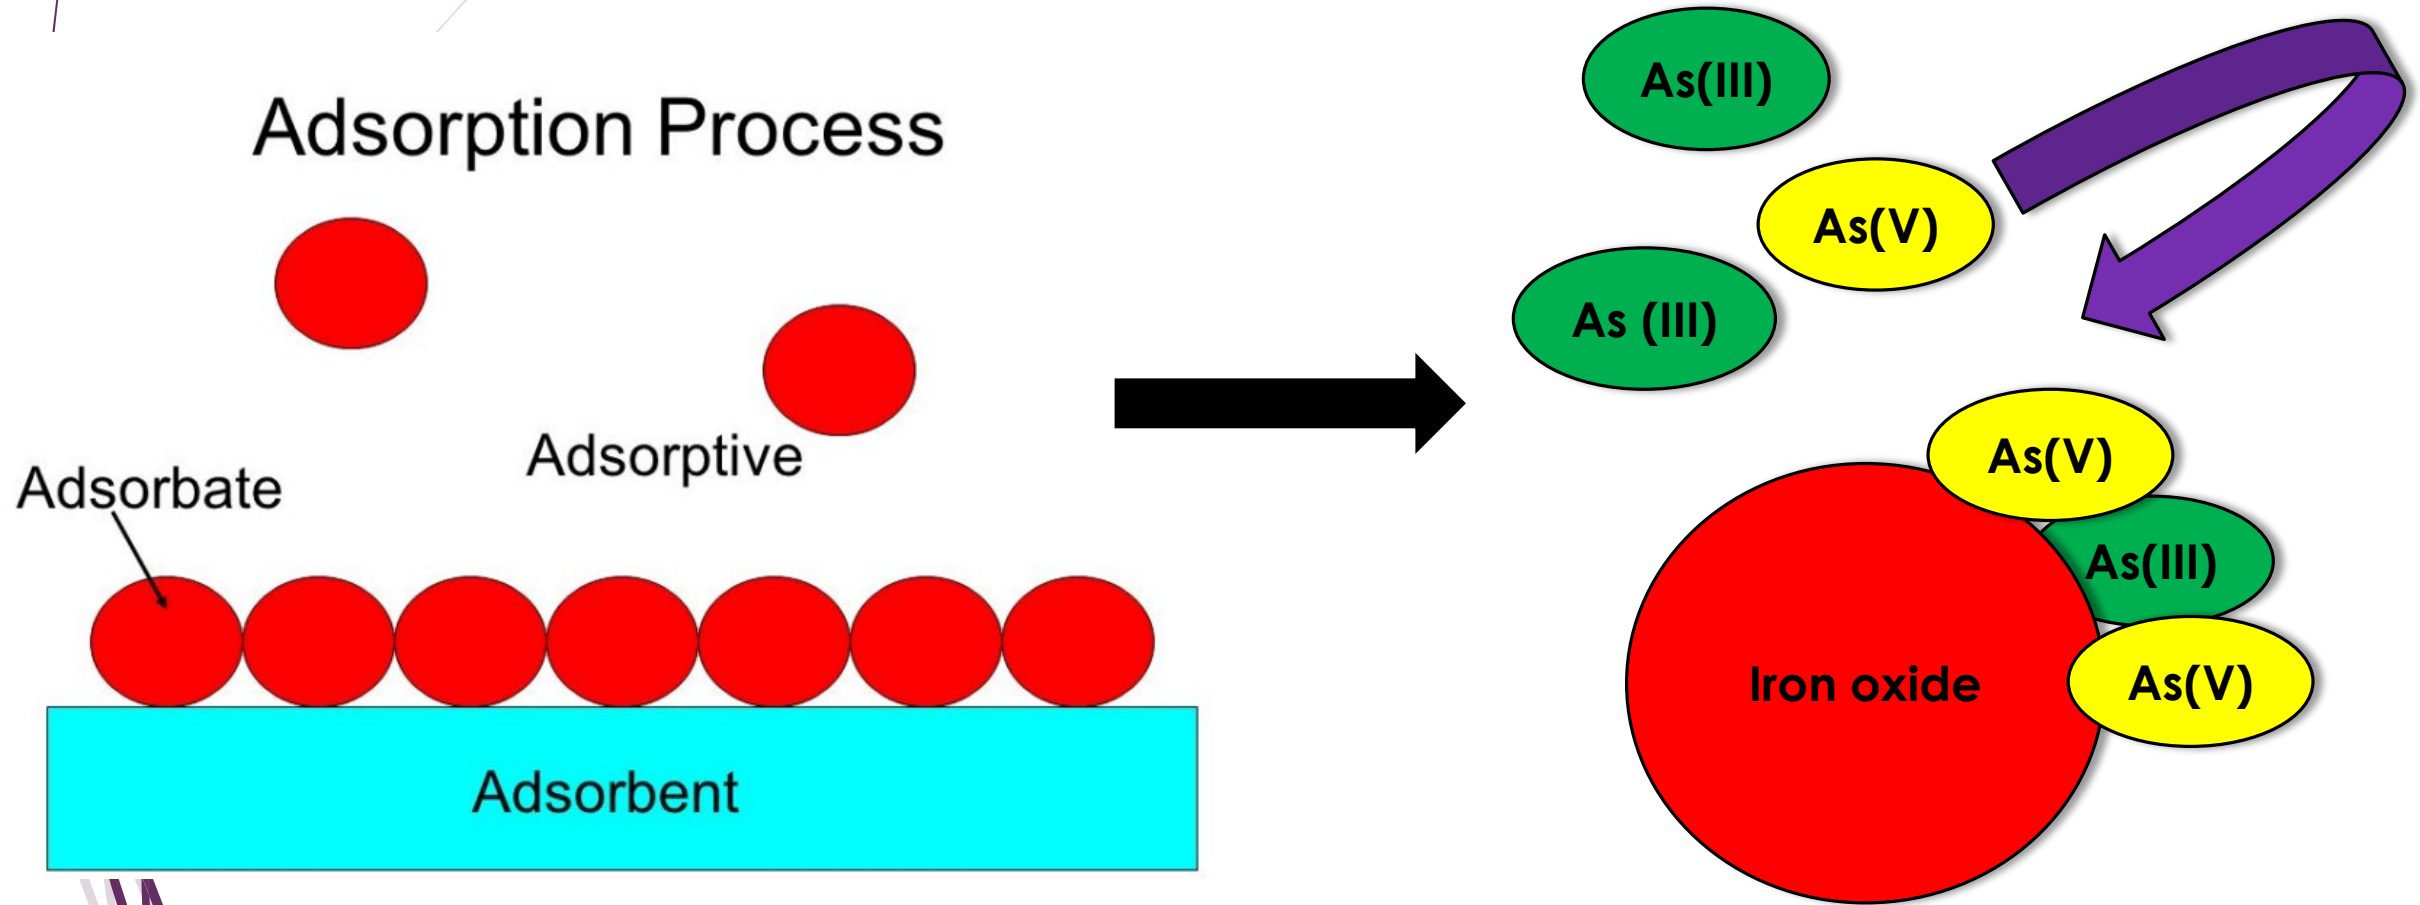 Adsorption Process
Adsorptive
Adsorbate
Adsorbent
As(III)
As(V)
As (III)
As(V)
As(III)
As(V)
Iron oxide